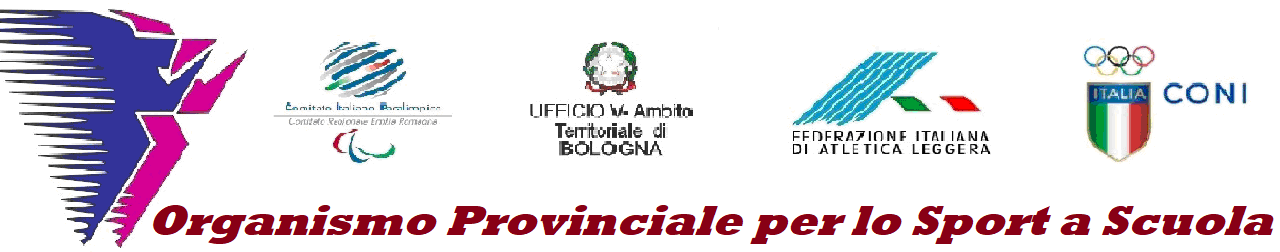 Comitato Italiano Paralimpico
Comitato Regionale Emilia Romagna
UFFICIO V- Ambito
Territoriale di
BOLOGNA
FEDERAZIONE ITALIANA
DI ATLETICA LEGGERA
ITALIA
CONI
Organismo Provinciale per lo Sport a Scuola